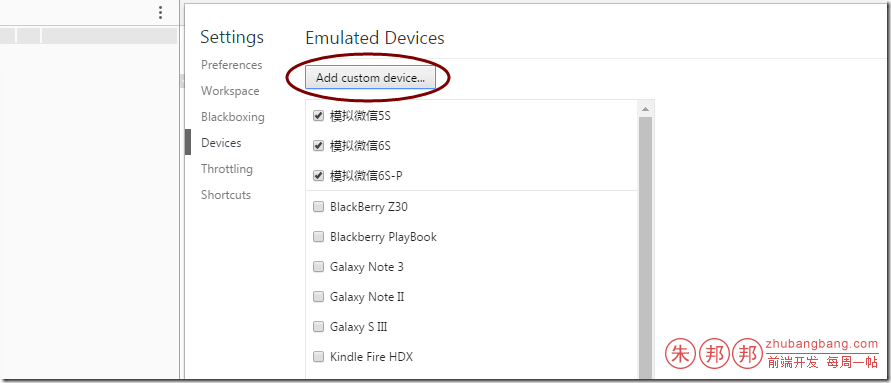 Settings
Preferences
Workspace
Blackboxing
Devices
Throttling
Shortcuts
Emulated Devices
Add custom device...
模拟微信5S
模拟微信6S
模拟微信6S-P
BlackBerry Z30
Blackberry PlayBook
Galaxy Note 3
Galaxy Note II
Galaxy S III
Kindle Fire HDX
朱邦邦 zhubangbang.com
前端开发 每周一帖